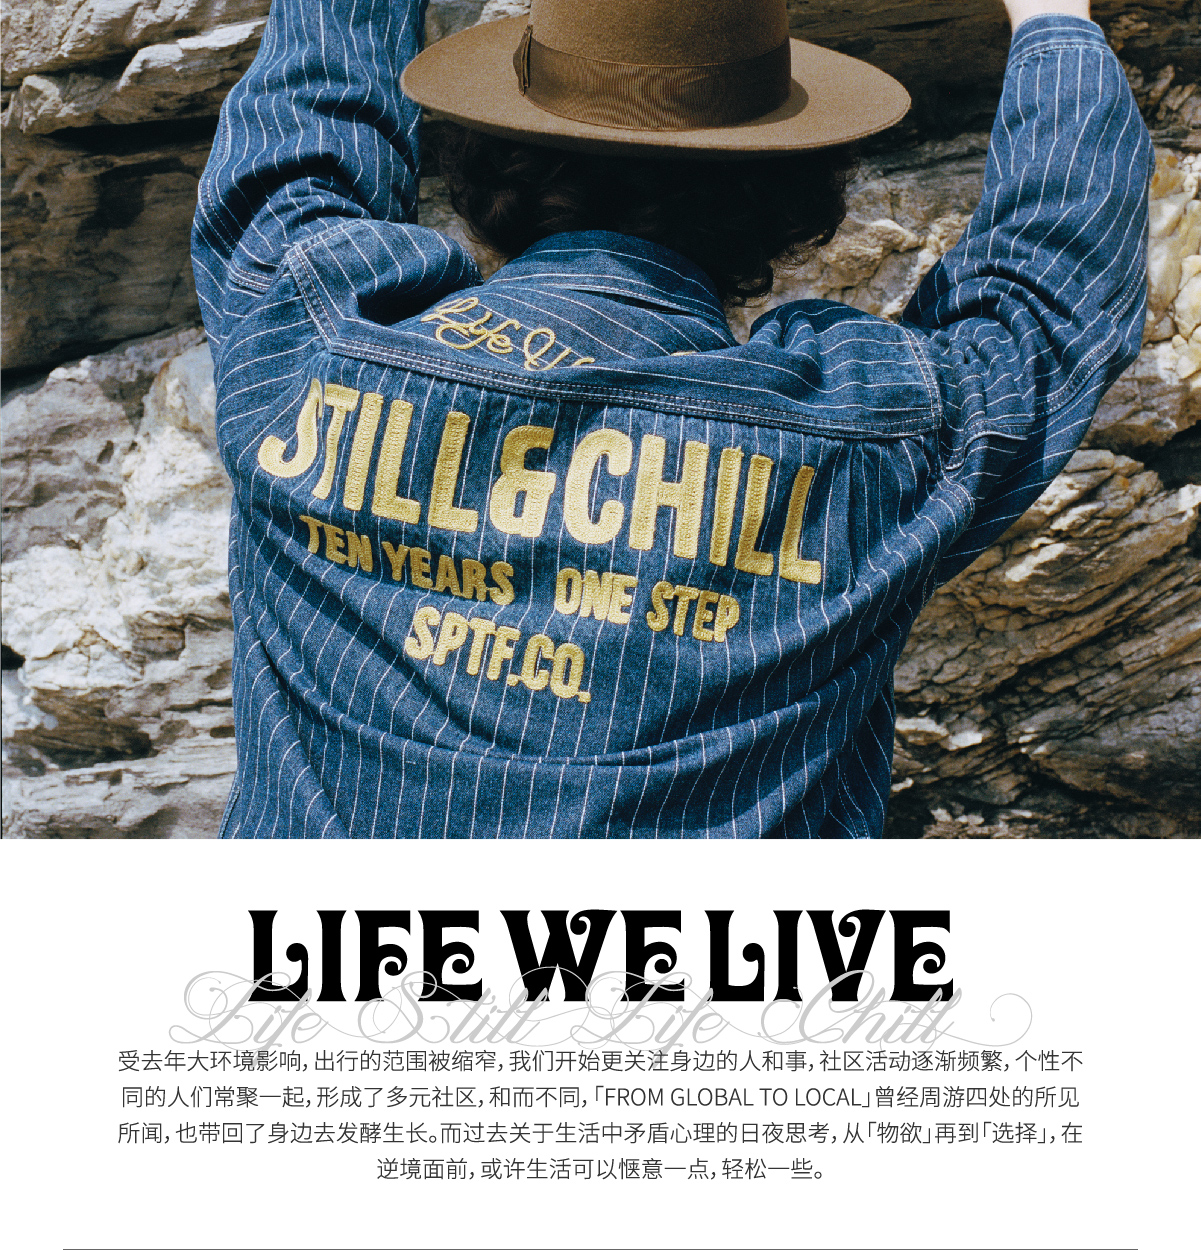 Life We
STILL & CHILL
TEN YEARS ONE STEP
SPTF.CO.
LIFE WE LIVE
Life Still Life Chill
受去年大环境影响，出行的范围被缩窄，我们开始更关注身边的人和事，社区活动逐渐频繁，个性不
同的人们常聚一起，形成了多元社区，和而不同，「FROM GLOBAL TO LOCAL」曾经周游四处的所见
所闻，也带回了身边去发酵生长。而过去关于生活中矛盾心理的日夜思考，从「物欲」再到「选择」，在
逆境面前，或许生活可以惬意一点，轻松一些。